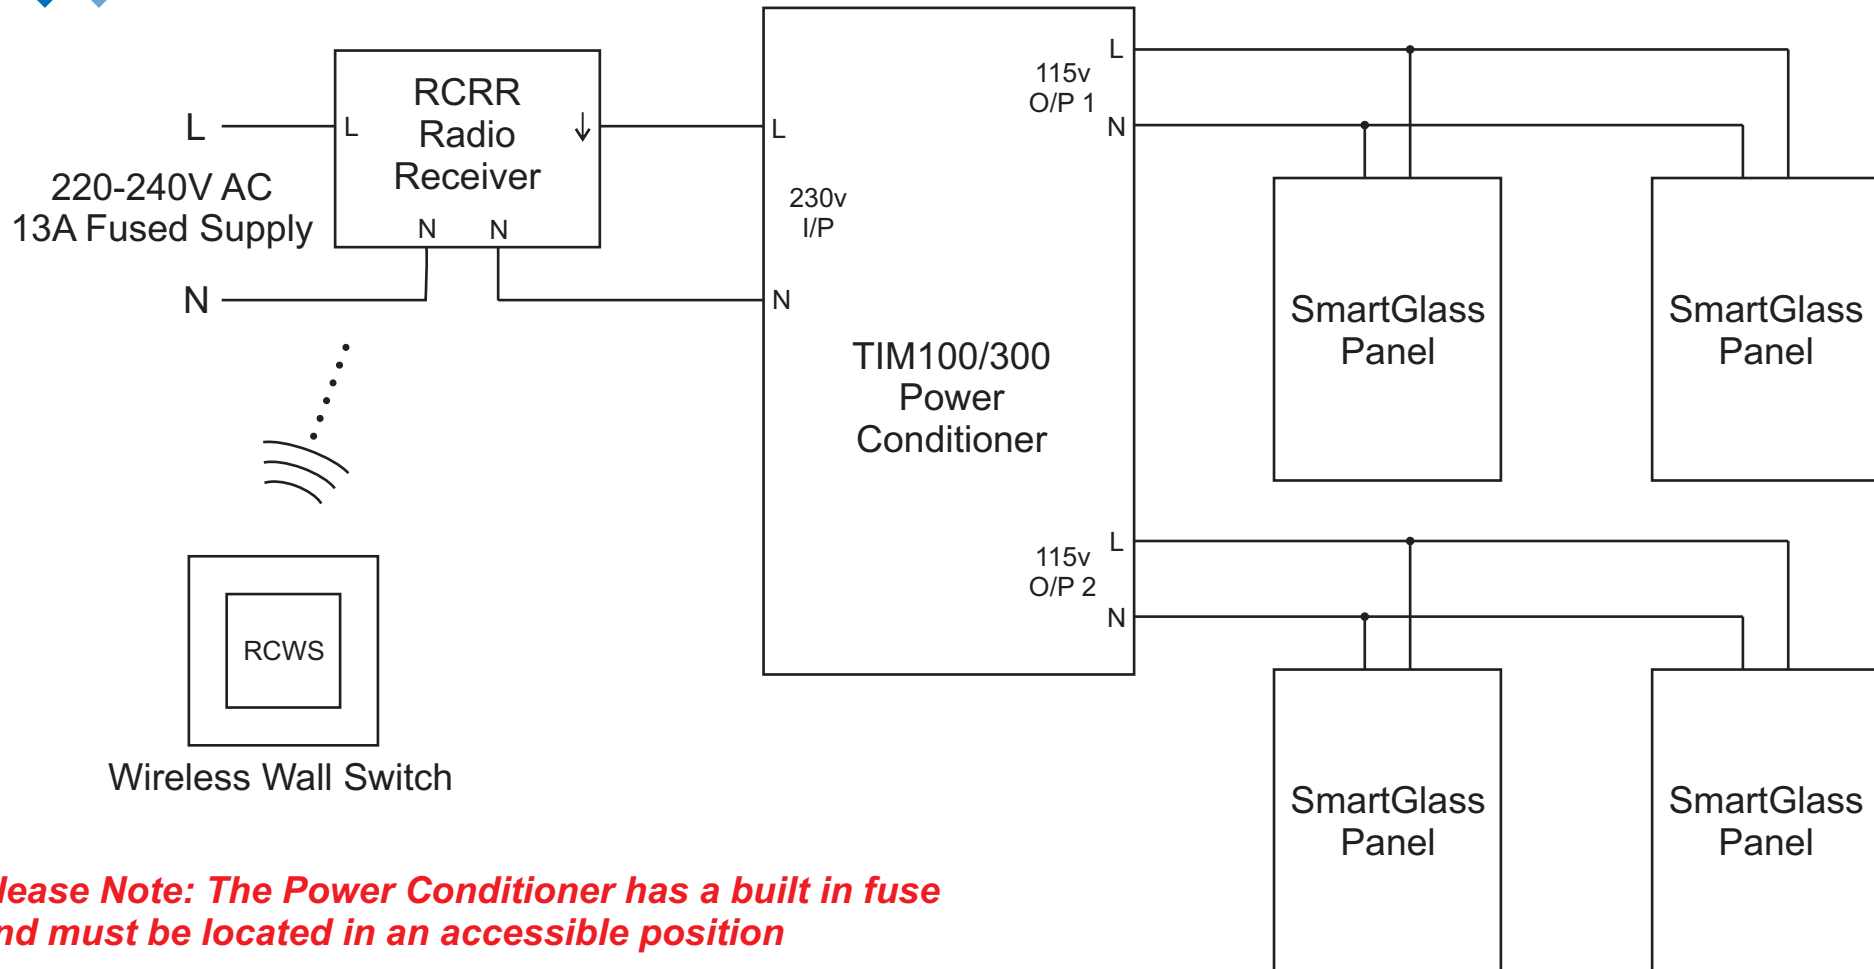 L
220-240V AC
13A Fused Supply
N
L
RCRR
Radio
Receiver
↓
N N
L
230v
I/P
N
TIM100/300
Power
Conditioner
L
115v
O/P 1
N
L
115v
O/P 2
N
SmartGlass
Panel
SmartGlass
Panel
SmartGlass
Panel
SmartGlass
Panel
RCWS
Wireless Wall Switch
lease Note: The Power Conditioner has a built in fuse
nd must be located in an accessible position